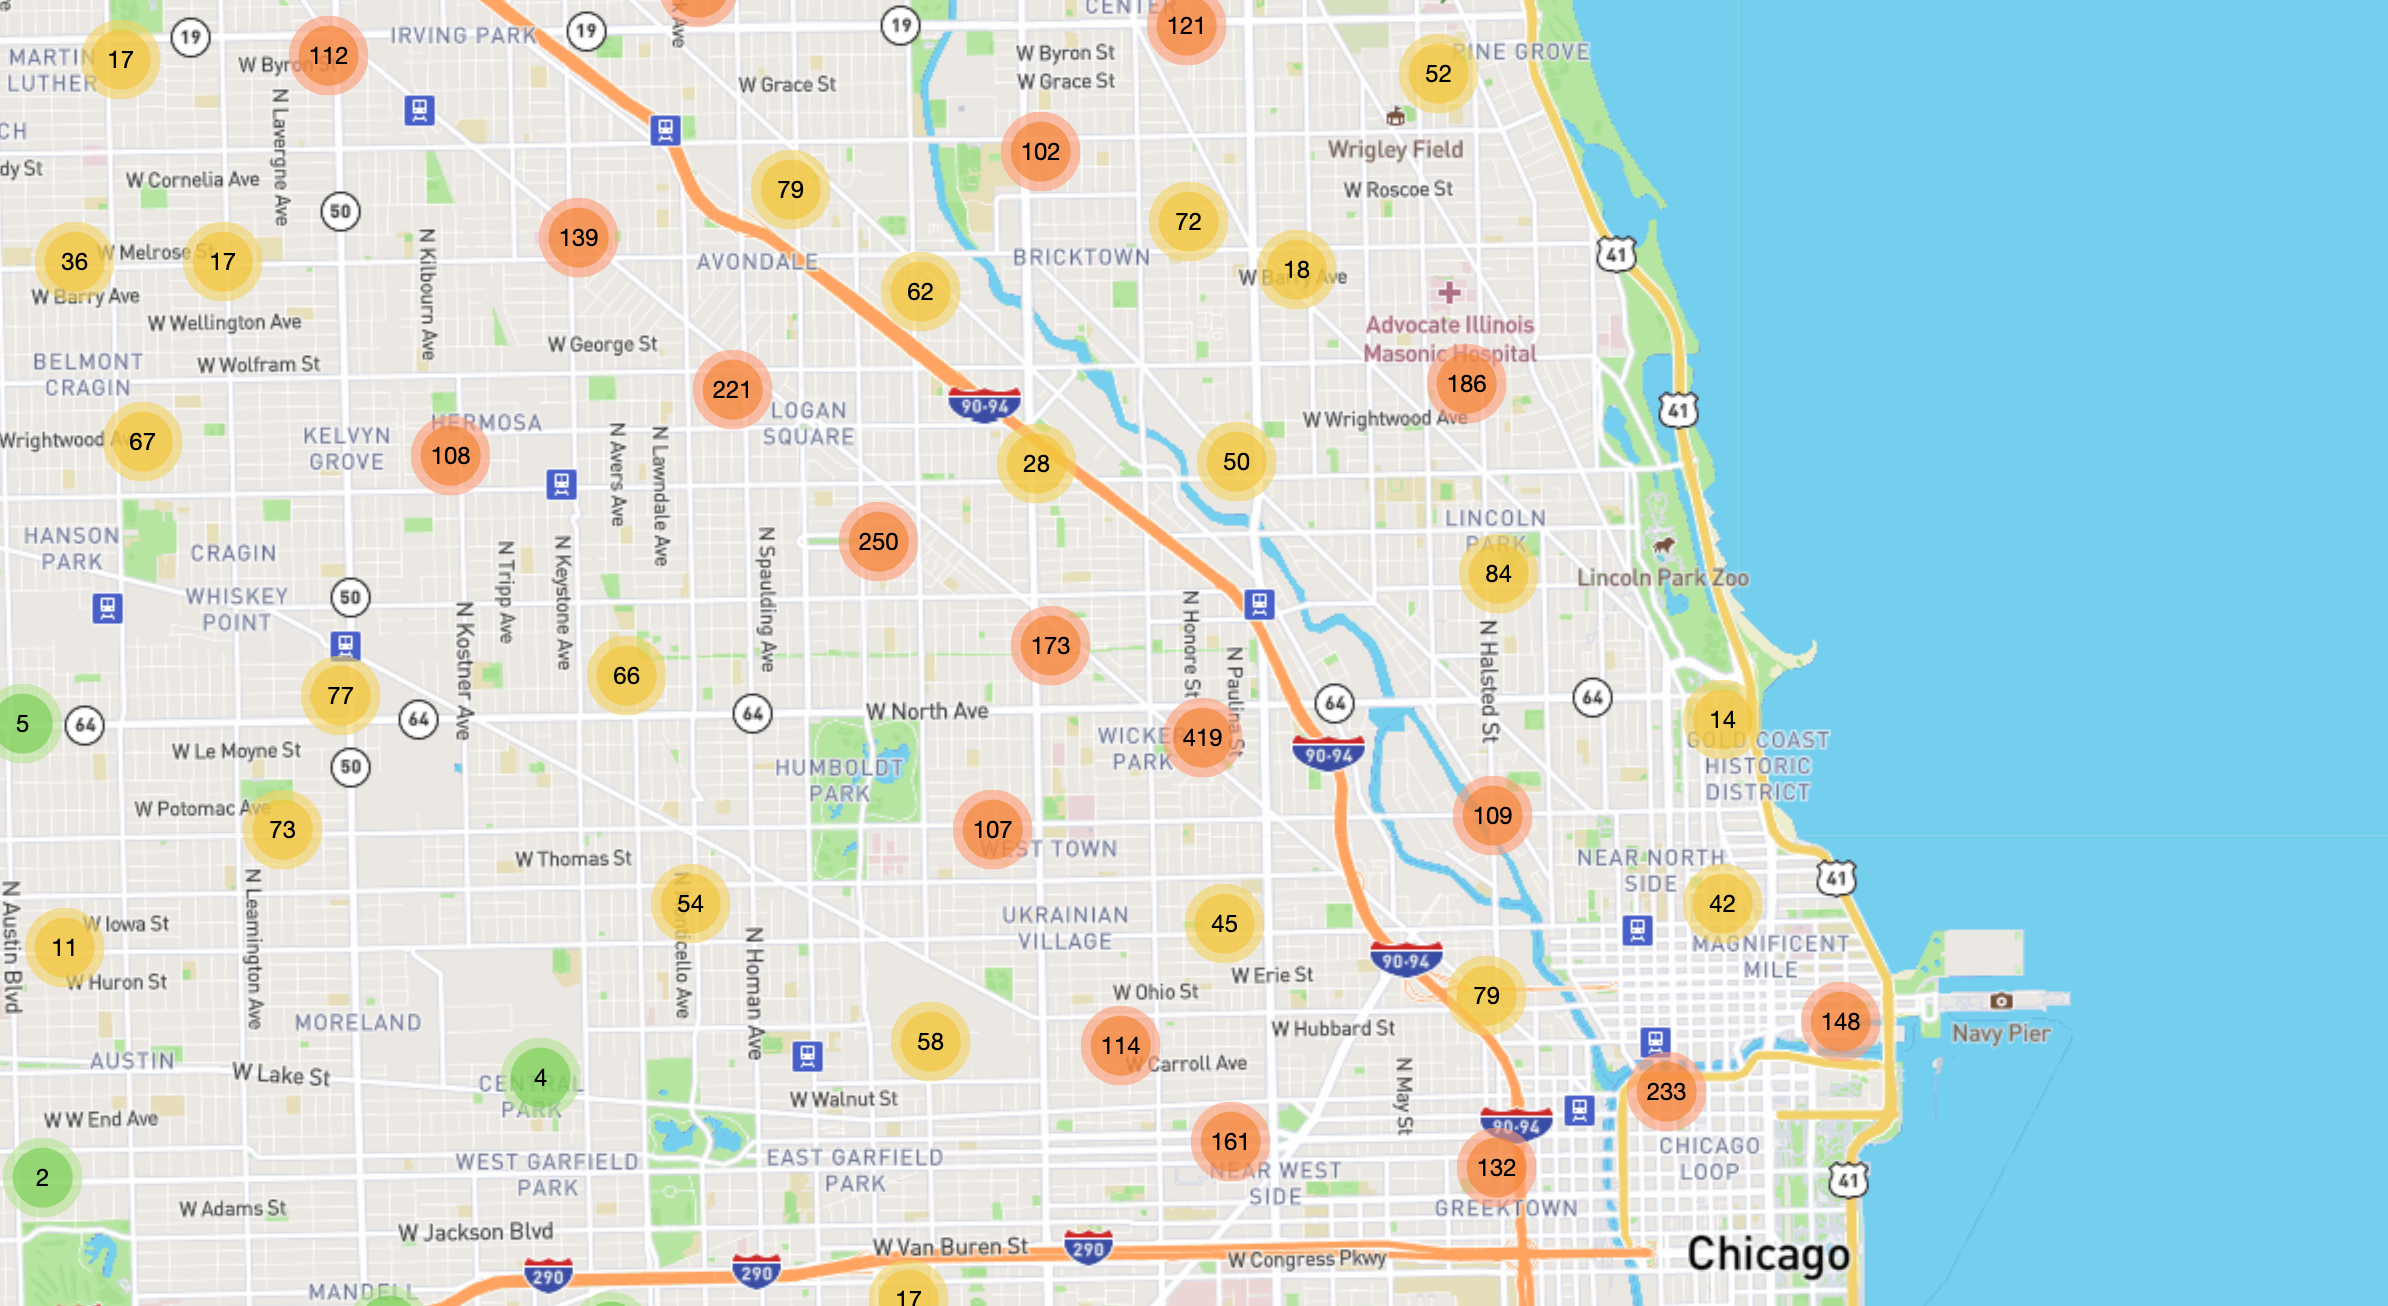 CENTER
IRVING PARK
19
19
19
k Ave
121
MARTIN
LUTHER
17
W Byron St
112
W Byron St
W Grace St
W Grace St
52
PINE GROVE
CH
dy St
W Cornelia Ave
N Lavergne Ave
50
79
102
Wrigley Field
W Roscoe St
72
139
36
W Melrose St
17
W Barry Ave
AVONDALE
BRICKTOWN
W Barry Ave
18
41
62
N Kilbourn Ave
W Wellington Ave
W George St
Advocate Illinois
Masonic Hospital
186
BELMONT
CRAGIN
W Wolfram St
221
LOGAN
SQUARE
90-94
W Wrightwood Ave
41
HERMOSA
KELVYN
GROVE
Wrightwood Av
67
108
28
50
N Avers Ave
N Lawndale Ave
HANSON
PARK
CRAGIN
250
LINCOLN
PARK
84
Lincoln Park Zoo
N Tripp Ave
N Keystone Ave
N Spaulding Ave
WHISKEY
POINT
50
N Kostner Ave
77
66
173
N Honore St
N Paulina St
N Halsted St
5
64
64
64
W North Ave
64
64
14
GOLD COAST
HISTORIC
DISTRICT
WICKER
PARK
419
90-94
W Le Moyne St
50
HUMBOLDT
PARK
W Potomac Ave
73
107
WEST TOWN
109
W Thomas St
NEAR NORTH
SIDE
41
N Austin Blvd
N Leamington Ave
54
N Monticello Ave
N Homan Ave
UKRAINIAN
VILLAGE
45
42
MAGNIFICENT
MILE
W Iowa St
11
W Huron St
90-94
W Erie St
W Ohio St
79
MORELAND
58
114
W Hubbard St
148
Navy Pier
AUSTIN
W Lake St
4
CENTRAL
PARK
W Carroll Ave
N May St
233
W W End Ave
W Walnut St
90-94
161
NEAR WEST
SIDE
132
CHICAGO
LOOP
2
WEST GARFIELD
PARK
EAST GARFIELD
PARK
41
W Adams St
GREEKTOWN
W Jackson Blvd
W Van Buren St
290
W Congress Pkwy
Chicago
290
290
MANDELL
17